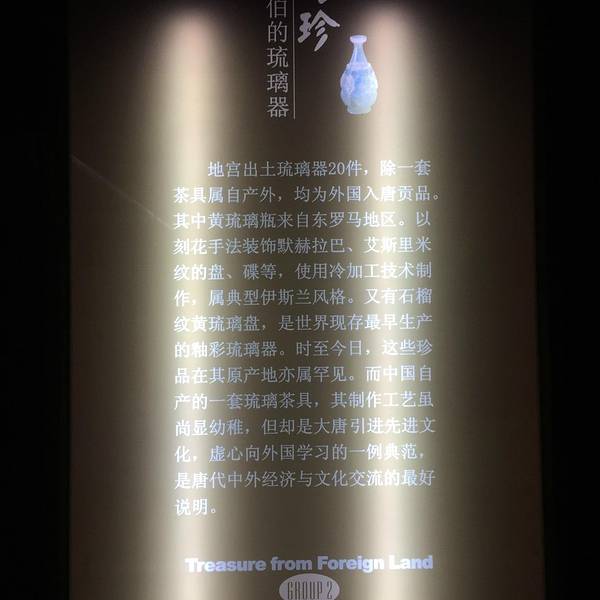 珍
伯的琉璃器
地宫出土琉璃器20件，除一套
茶具属自产外，均为外国入唐贡品。
其中黄琉璃瓶来自东罗马地区。以
刻花手法装饰默赫拉巴、艾斯里米
纹的盘、碟等，使用冷加工技术制
作，属典型伊斯兰风格。又有石榴
纹黄琉璃盘，是世界现存最早生产
的釉彩琉璃器。时至今日，这些珍
品在其原产地亦属罕见。而中国自
产的一套琉璃茶具，其制作工艺虽
尚显幼稚，但却是大唐引进先进文
化，虚心向外国学习的一例典范，
是唐代中外经济与文化交流的最好
说明。
Treasure from Foreign Land
GROUP 2